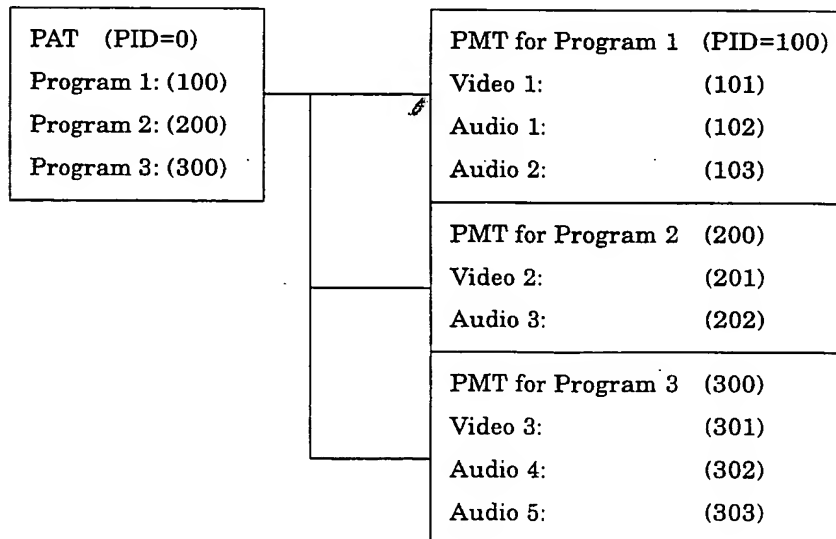 PAT (PID=0)
Program 1: (100)
Program 2: (200)
Program 3: (300)
PMT for Program 1 (PID=100)
Video 1: (101)
Audio 1: (102)
Audio 2: (103)
PMT for Program 2 (200)
Video 2: (201)
Audio 3: (202)
PMT for Program 3 (300)
Video 3: (301)
Audio 4: (302)
Audio 5: (303)